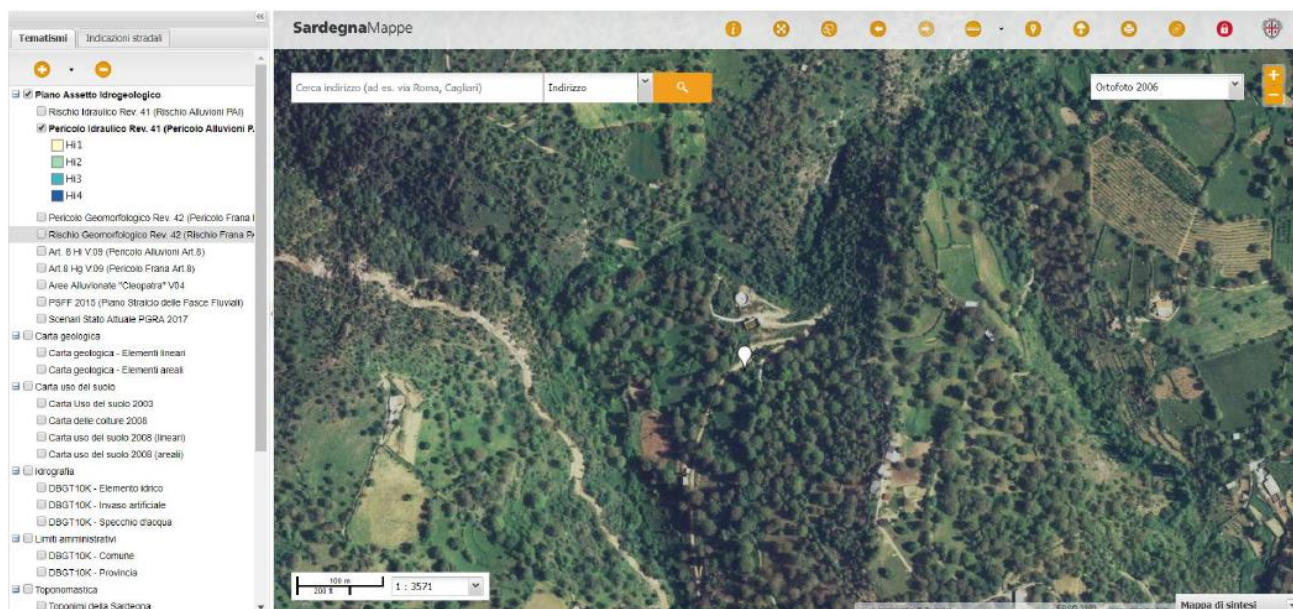 SardegnaMappe
Tematismi
Indicazioni stradali
Cerca indirizzo (ad es. via Roma, Cagliari)
Indirizzo
Ortofoto 2006
Piano Assetto Idrogeologico
Rischio Idraulico Rev. 41 (Rischio Alluvioni PAI)
Pericolo Idraulico Rev. 41 (Pericolo Alluvioni P
Hi1
Hi2
Hi3
Hi4
Pericolo Geomorfologico Rev. 42 (Pericolo Frana
Rischio Geomorfologico Rev. 42 (Rischio Frana PA
Art. 8 Hi V.09 (Pericolo Alluvioni Art.8)
Art.8 Hg V.09 (Pericolo Frana Art.8)
Aree Alluvionate "Cleopatra" V04
PSFF 2015 (Piano Stralcio delle Fasce Fluviali)
Scenari Stato Attuale PGRA 2017
Carta geologica
Carta geologica - Elementi lineari
Carta geologica - Elementi areali
Carta uso del suolo
Carta Uso del suolo 2003
Carta delle colture 2008
Carta uso del suolo 2008 (lineari)
Carta uso del suolo 2008 (areali)
Idrografia
DBGT10K - Elemento idrico
DBGT10K - Invaso artificiale
DBGT10K - Specchio d'acqua
Limiti amministrativi
DBGT10K - Comune
DBGT10K - Provincia
Toponomastica
Toponimi della Sardegna
100 m
200 ft
1 : 3571
Mappa di sintesi